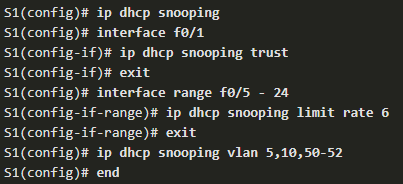 S1(config)# ip dhcp snooping
S1(config)# interface f0/1
S1(config-if)# ip dhcp snooping trust
S1(config-if)# exit
S1(config)# interface range f0/5 - 24
S1(config-if-range)# ip dhcp snooping limit rate 6
S1(config-if-range)# exit
S1(config)# ip dhcp snooping vlan 5,10,50-52
S1(config)# end